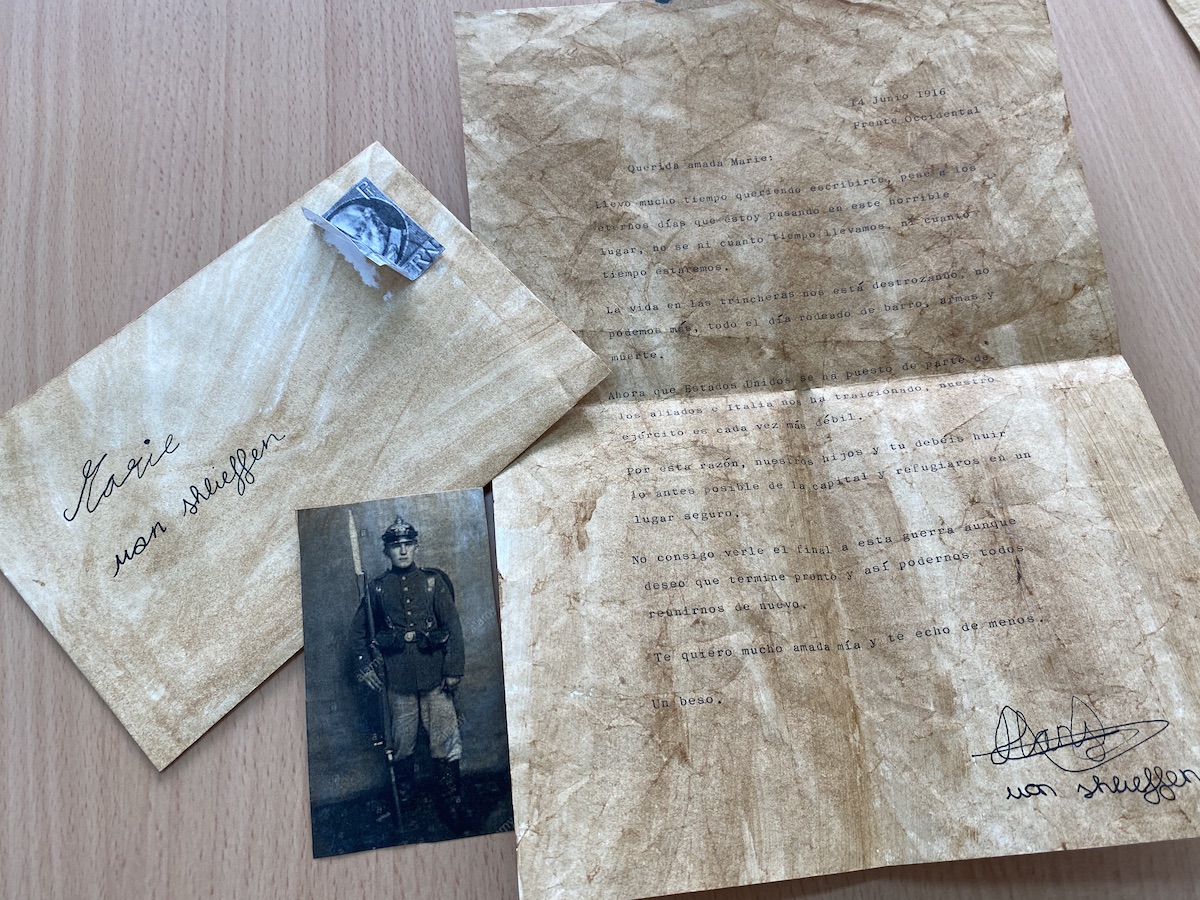 14 Junio 1916
Frente Occidental
Querida amada Marie:
Llevo mucho tiempo queriendo escribirte, pese a los
eternos días que estoy pasando en este horrible
lugar, no se ni cuanto tiempo llevamos, ni cuanto
tiempo estaremos.
La vida en las trincheras nos está destrozando, no
podemos más, todo el día rodeado de barro, armas y
muerte.
Ahora que Estados Unidos se ha puesto de parte de
los aliados e Italia nos ha traicionado, nuestro
ejército es cada vez más débil.
Por esta razón, nuestros hijos y tu debéis huir
lo antes posible de la capital y refugiaros en un
lugar seguro.
No consigo verle el final a esta guerra aunque
deseo que termine pronto y así podernos todos
reunirnos de nuevo.
Te quiero mucho amada mía y te echo de menos.
Un beso.
von shlieffen
Marie
von shlieffen